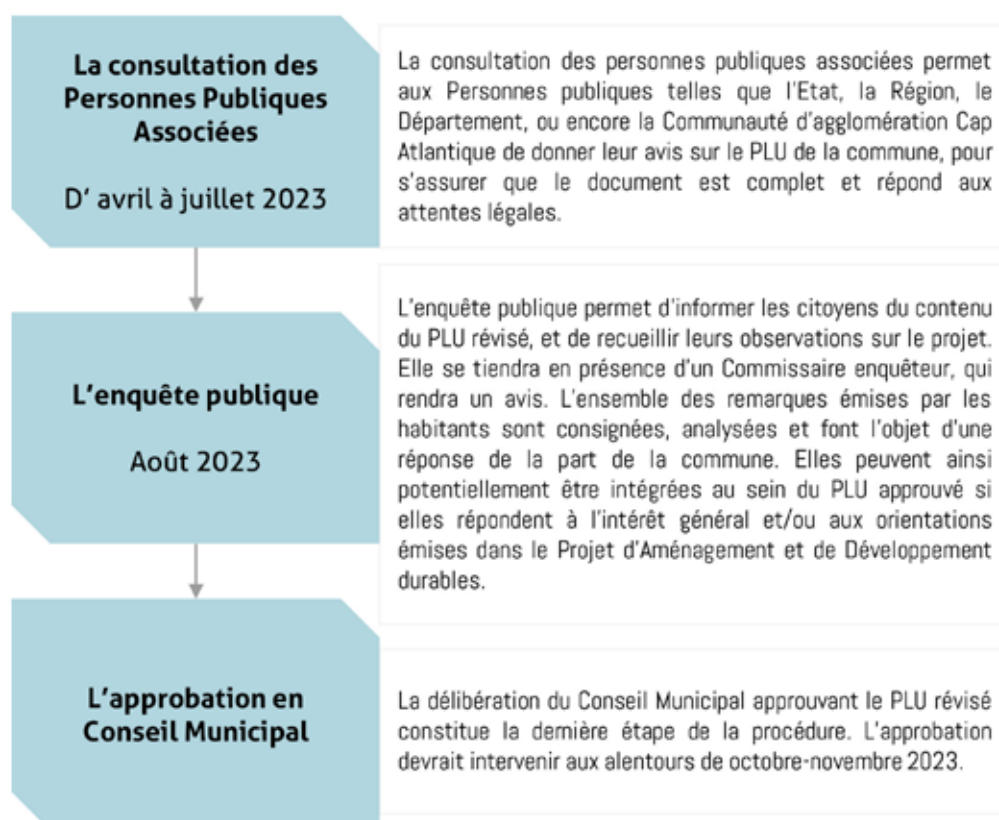 La consultation des
Personnes Publiques
Associées
D' avril à juillet 2023
La consultation des personnes publiques associées permet
aux Personnes publiques telles que l'Etat, la Région, le
Département, ou encore la Communauté d'agglomération Cap
Atlantique de donner leur avis sur le PLU de la commune, pour
s'assurer que le document est complet et répond aux
attentes légales.
L'enquête publique
Août 2023
L'enquête publique permet d'informer les citoyens du contenu
du PLU révisé, et de recueillir leurs observations sur le projet.
Elle se tiendra en présence d'un Commissaire enquêteur, qui
rendra un avis. L'ensemble des remarques émises par les
habitants sont consignées, analysées et font l'objet d'une
réponse de la part de la commune. Elles peuvent ainsi
potentiellement être intégrées au sein du PLU approuvé si
elles répondent à l'intérêt général et/ou aux orientations
émises dans le Projet d'Aménagement et de Développement
durables.
L'approbation en
Conseil Municipal
La délibération du Conseil Municipal approuvant le PLU révisé
constitue la dernière étape de la procédure. L'approbation
devrait intervenir aux alentours de octobre-novembre 2023.